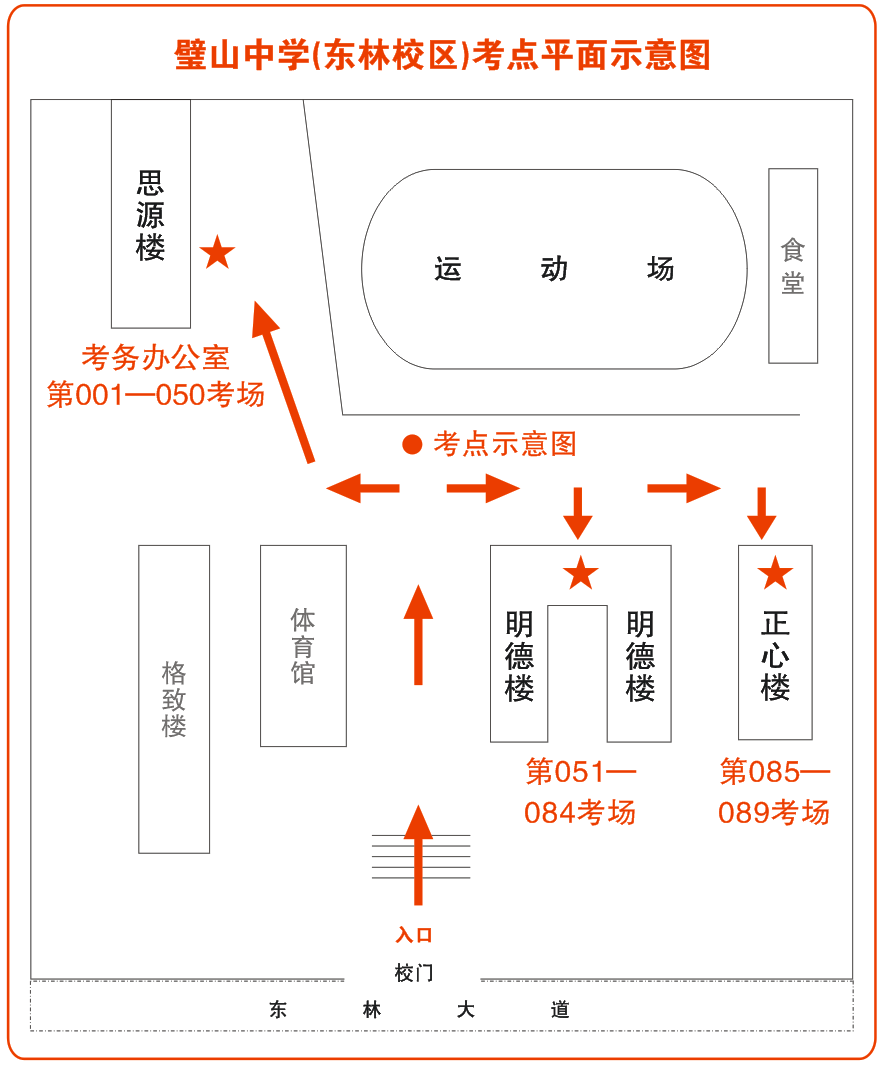 璧山中学(东林校区)考点平面示意图
思源楼
运动场
食堂
考务办公室
第001—050考场
考点示意图
格致楼
体育馆
明德楼
明德楼
正心楼
第051—
084考场
第085—
089考场
入口
校门
东林大道